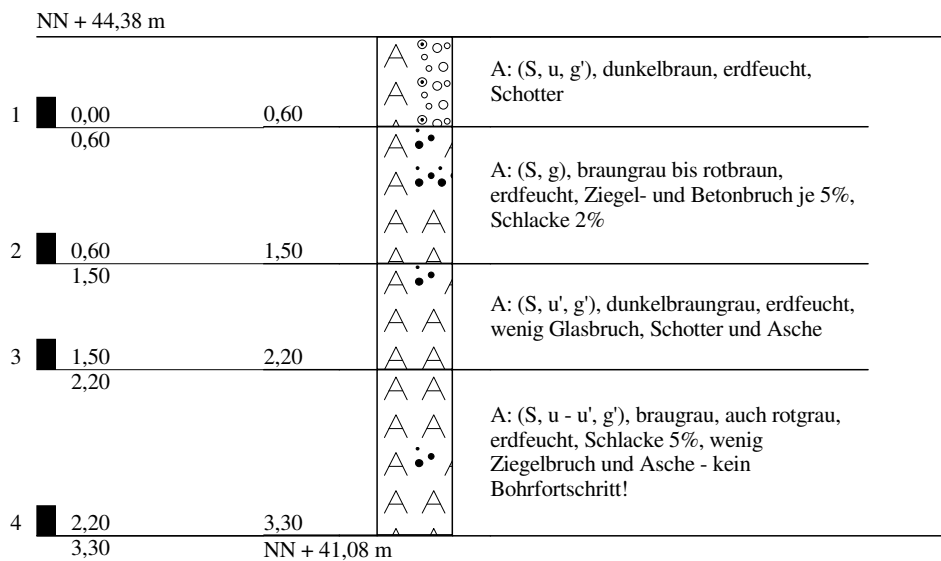 NN + 44,38 m
A: (S, u, g'), dunkelbraun, erdfeucht,
Schotter
1 0,00 0,60
0,60
A: (S, g), braungrau bis rotbraun,
erdfeucht, Ziegel- und Betonbruch je 5%,
Schlacke 2%
2 0,60 1,50
1,50
A: (S, u', g'), dunkelbraungrau, erdfeucht,
wenig Glasbruch, Schotter und Asche
3 1,50 2,20
2,20
A: (S, u - u', g'), braugrau, auch rotgrau,
erdfeucht, Schlacke 5%, wenig
Ziegelbruch und Asche - kein
Bohrfortschritt!
4 2,20 3,30
3,30 NN + 41,08 m